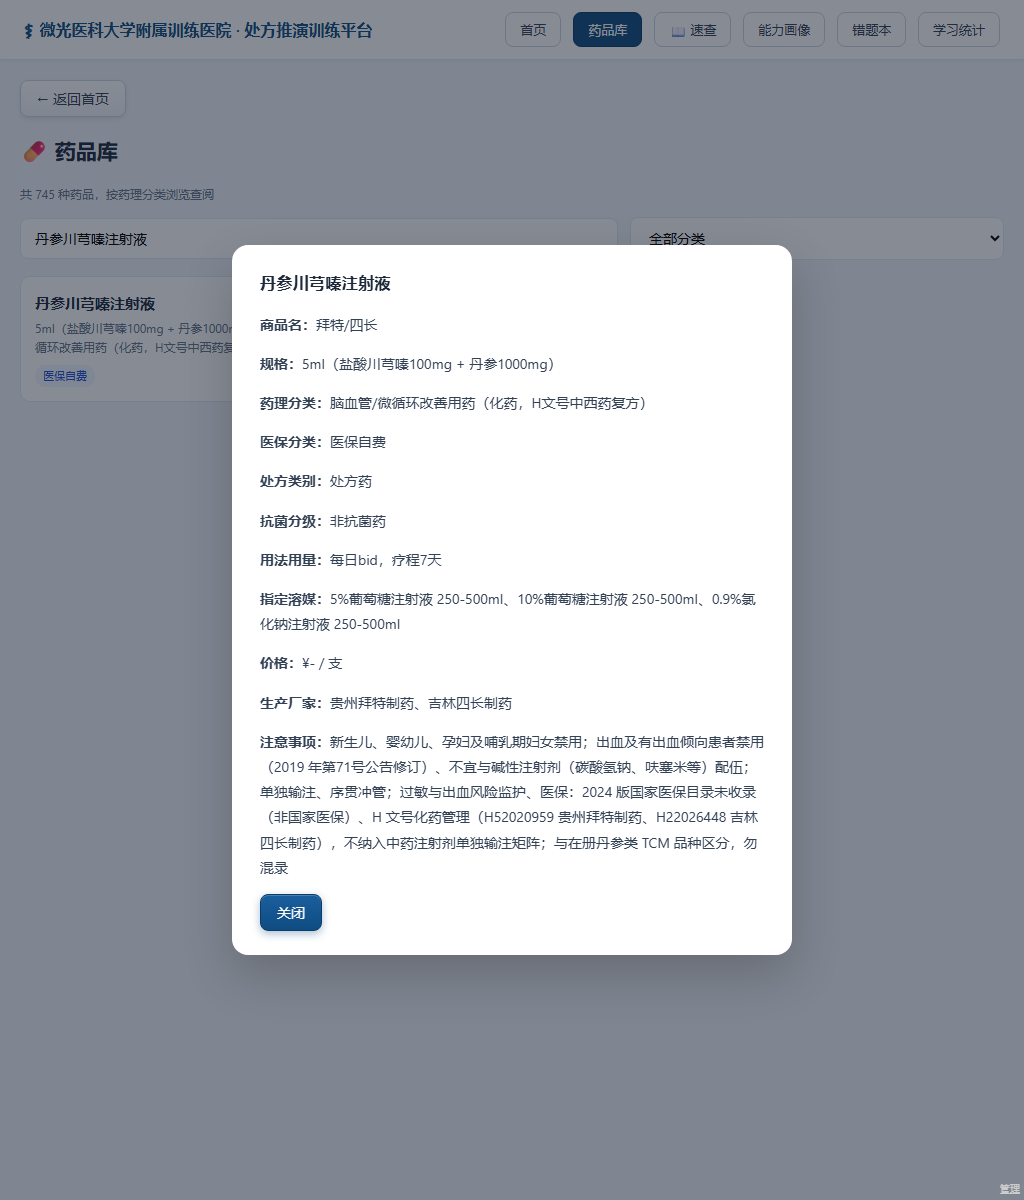 微光医科大学附属训练医院 · 处方推演训练平台
首页
药品库
速查
能力画像
错题本
学习统计
← 返回首页
药品库
共 745 种药品，按药理分类浏览查阅
丹参川芎嗪注射液
全部分类
丹参川芎嗪注射液
5ml（盐酸川芎嗪100mg + 丹参1000m
循环改善用药（化药，H文号中西药复
医保自费
丹参川芎嗪注射液
商品名：拜特/四长
规格：5ml（盐酸川芎嗪100mg + 丹参1000mg）
药理分类：脑血管/微循环改善用药（化药，H文号中西药复方）
医保分类：医保自费
处方类别：处方药
抗菌分级：非抗菌药
用法用量：每日bid，疗程7天
指定溶媒：5%葡萄糖注射液 250-500ml、10%葡萄糖注射液 250-500ml、0.9%氯
化钠注射液 250-500ml
价格：¥- / 支
生产厂家：贵州拜特制药、吉林四长制药
注意事项：新生儿、婴幼儿、孕妇及哺乳期妇女禁用；出血及有出血倾向患者禁用
（2019 年第71号公告修订）、不宜与碱性注射剂（碳酸氢钠、呋塞米等）配伍；
单独输注、序贯冲管；过敏与出血风险监护、医保：2024 版国家医保目录未收录
（非国家医保）、H 文号化药管理（H52020959 贵州拜特制药、H22026448 吉林
四长制药），不纳入中药注射剂单独输注矩阵；与在册丹参类 TCM 品种区分，勿
混录
关闭
管理